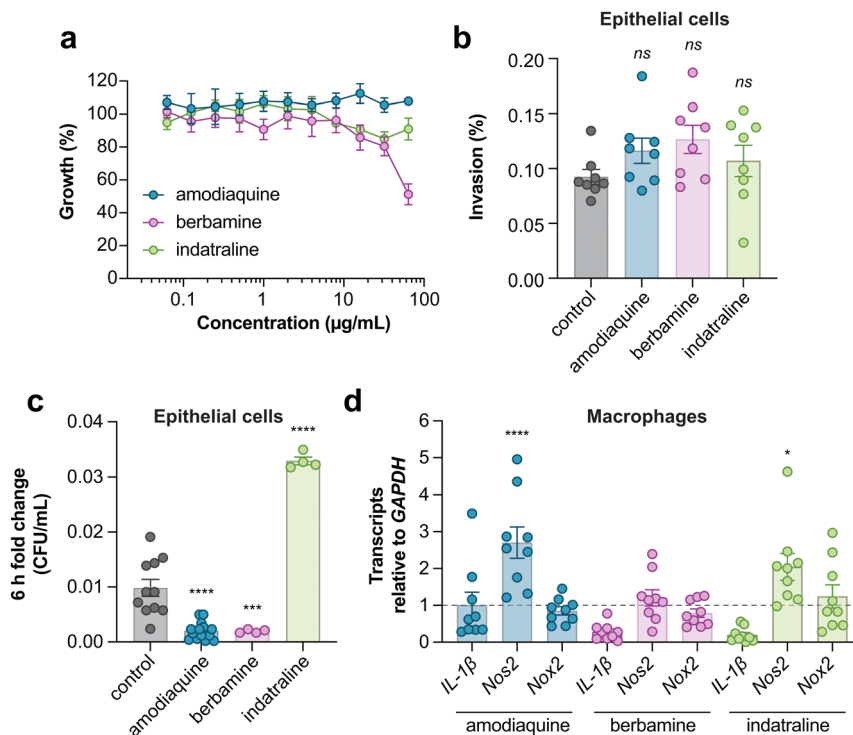 a
120
100
80
60
40
20
0
Growth (%)
amodiaquine
berbamine
indatraline
0.1 1 10 100
Concentration (µg/mL)
b
Epithelial cells
0.20
0.15
0.10
0.05
0.00
Invasion (%)
ns
ns
ns
control
amodiaquine
berbamine
indatraline
c
Epithelial cells
0.04
0.03
0.02
0.01
0.00
6 h fold change
(CFU/mL)
****
***
****
control
amodiaquine
berbamine
indatraline
d
Macrophages
6
5
4
3
2
1
0
Transcripts
relative to GAPDH
****
*
IL-1β Nos2 Nox2 IL-1β Nos2 Nox2 IL-1β Nos2 Nox2
amodiaquine berbamine indatraline